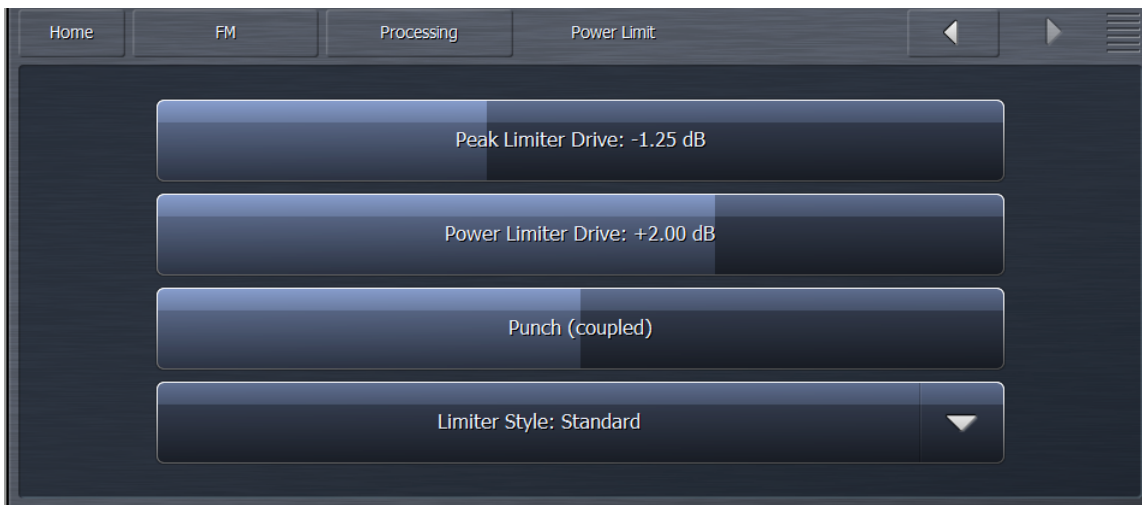 Home FM Processing Power Limit
Peak Limiter Drive: -1.25 dB
Power Limiter Drive: +2.00 dB
Punch (coupled)
Limiter Style: Standard